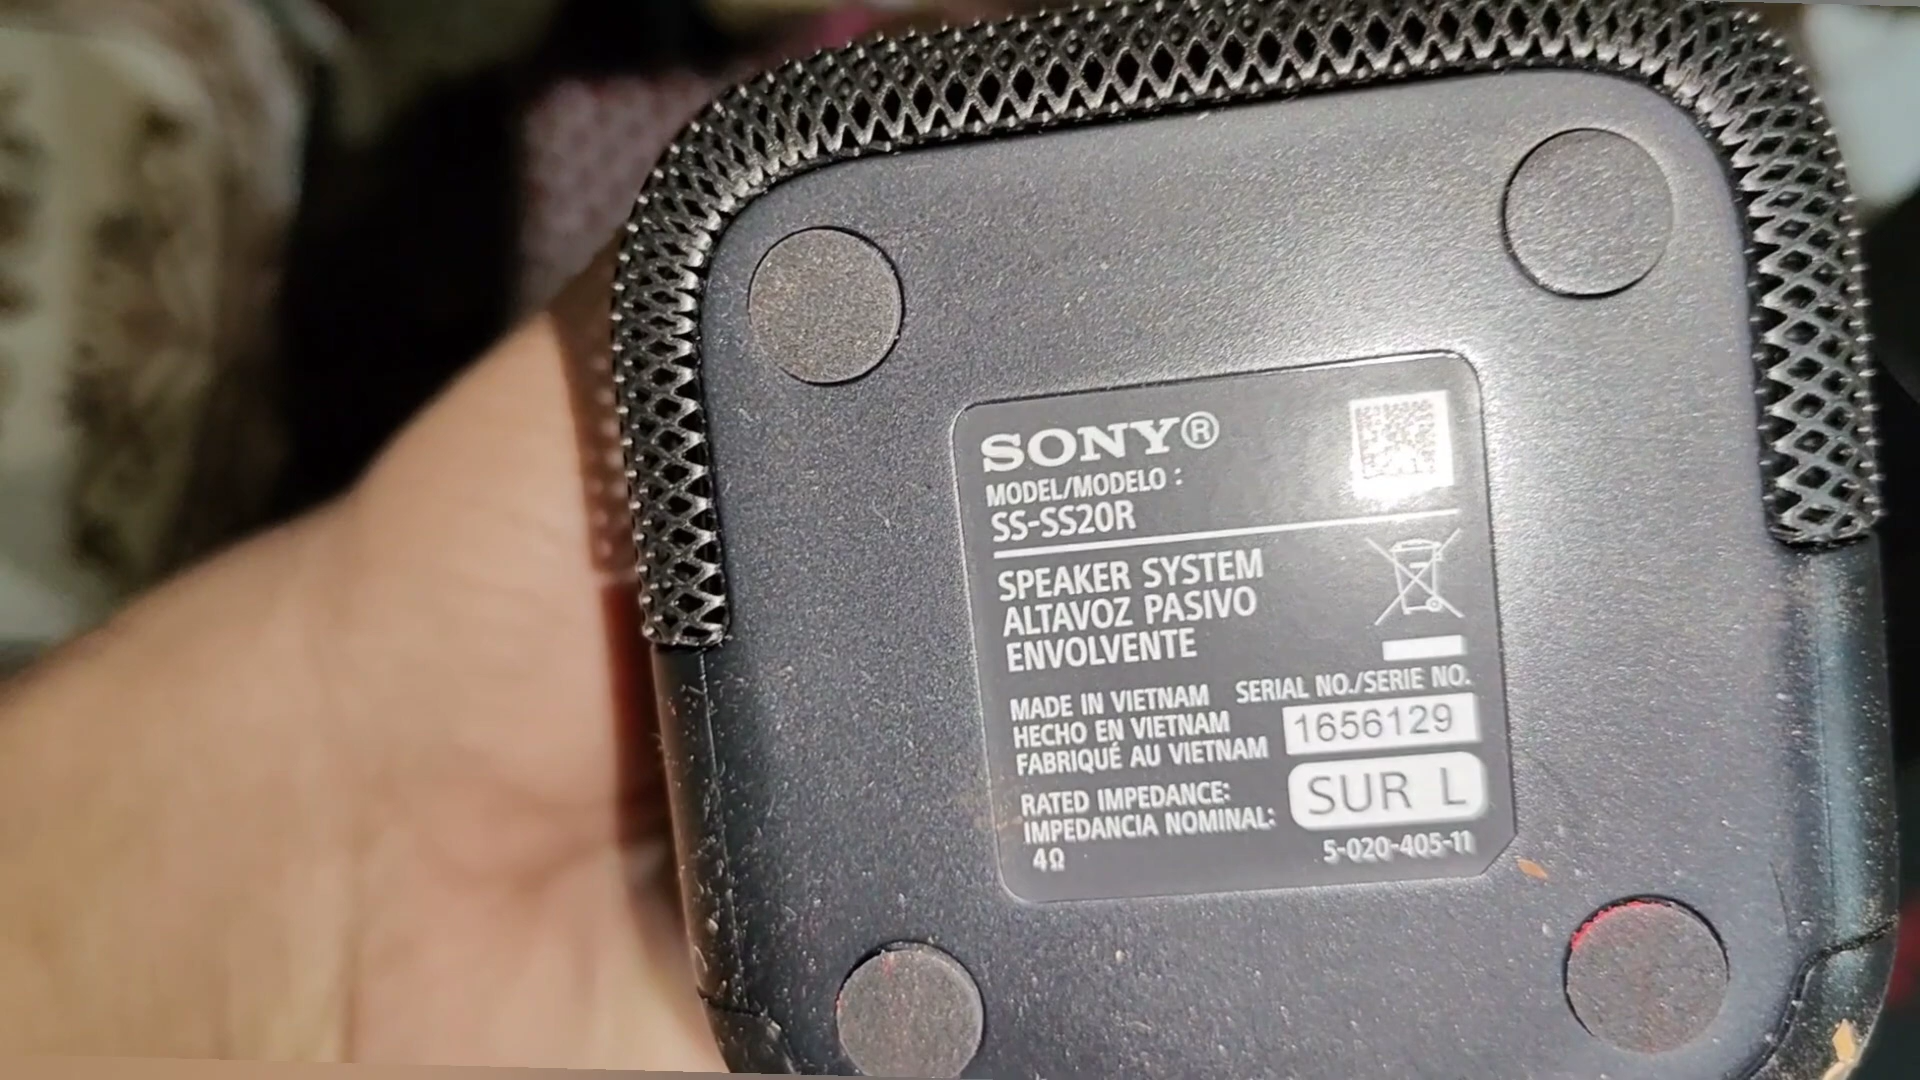 SONY®
MODEL/MODELO :
SS-SS20R
SPEAKER SYSTEM
ALTAVOZ PASIVO
ENVOLVENTE
MADE IN VIETNAM
HECHO EN VIETNAM
FABRIQUÉ AU VIETNAM
SERIAL NO./SERIE NO.
1656129
RATED IMPEDANCE:
IMPEDANCIA NOMINAL:
4Ω
SUR L
5-020-405-11